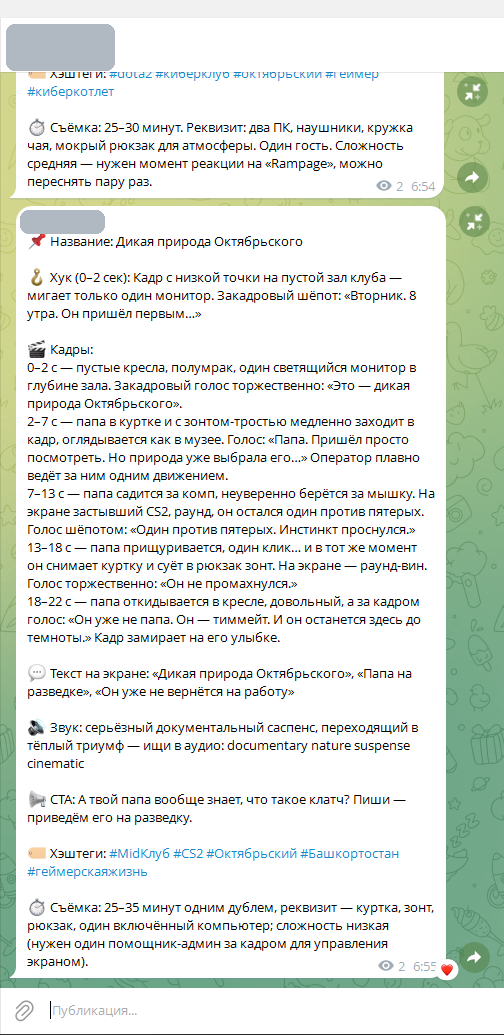 Хэштеги: #dota2 #киберклуб #октябрьский #геймер
#киберкотлет
Съёмка: 25–30 минут. Реквизит: два ПК, наушники, кружка
чая, мокрый рюкзак для атмосферы. Один гость. Сложность
средняя — нужен момент реакции на «Rampage», можно
переснять пару раз.
2 6:54
Название: Дикая природа Октябрьского
Хук (0–2 сек): Кадр с низкой точки на пустой зал клуба —
мигает только один монитор. Закадровый шёпот: «Вторник. 8
утра. Он пришёл первым…»
Кадры:
0–2 с — пустые кресла, полумрак, один светящийся монитор в
глубине зала. Закадровый голос торжественно: «Это — дикая
природа Октябрьского».
2–7 с — папа в куртке и с зонтом-тростью медленно заходит в
кадр, оглядывается как в музее. Голос: «Папа. Пришёл просто
посмотреть. Но природа уже выбрала его…» Оператор плавно
ведёт за ним одним движением.
7–13 с — папа садится за комп, неуверенно берётся за мышку. На
экране застывший CS2, раунд, он остался один против пятерых.
Голос шёпотом: «Один против пятерых. Инстинкт проснулся.»
13–18 с — папа прищуривается, один клик… и в тот же момент
он снимает куртку и суёт в рюкзак зонт. На экране — раунд-вин.
Голос торжественно: «Он не промахнулся.»
18–22 с — папа откидывается в кресле, довольный, а за кадром
голос: «Он уже не папа. Он — тиммейт. И он останется здесь до
темноты.» Кадр замирает на его улыбке.
Текст на экране: «Дикая природа Октябрьского», «Папа на
разведке», «Он уже не вернётся на работу»
Звук: серьёзный документальный саспенс, переходящий в
тёплый триумф — ищи в аудио: documentary nature suspense
cinematic
CTA: А твой папа вообще знает, что такое клатч? Пиши —
приведём его на разведку.
Хэштеги: #MidКлуб #CS2 #Октябрьский #Башкортостан
#геймерскаяжизнь
Съёмка: 25–35 минут одним дублем, реквизит — куртка, зонт,
рюкзак, один включённый компьютер; сложность низкая
(нужен один помощник-админ за кадром для управления
экраном).
2 6:55
Публикация...